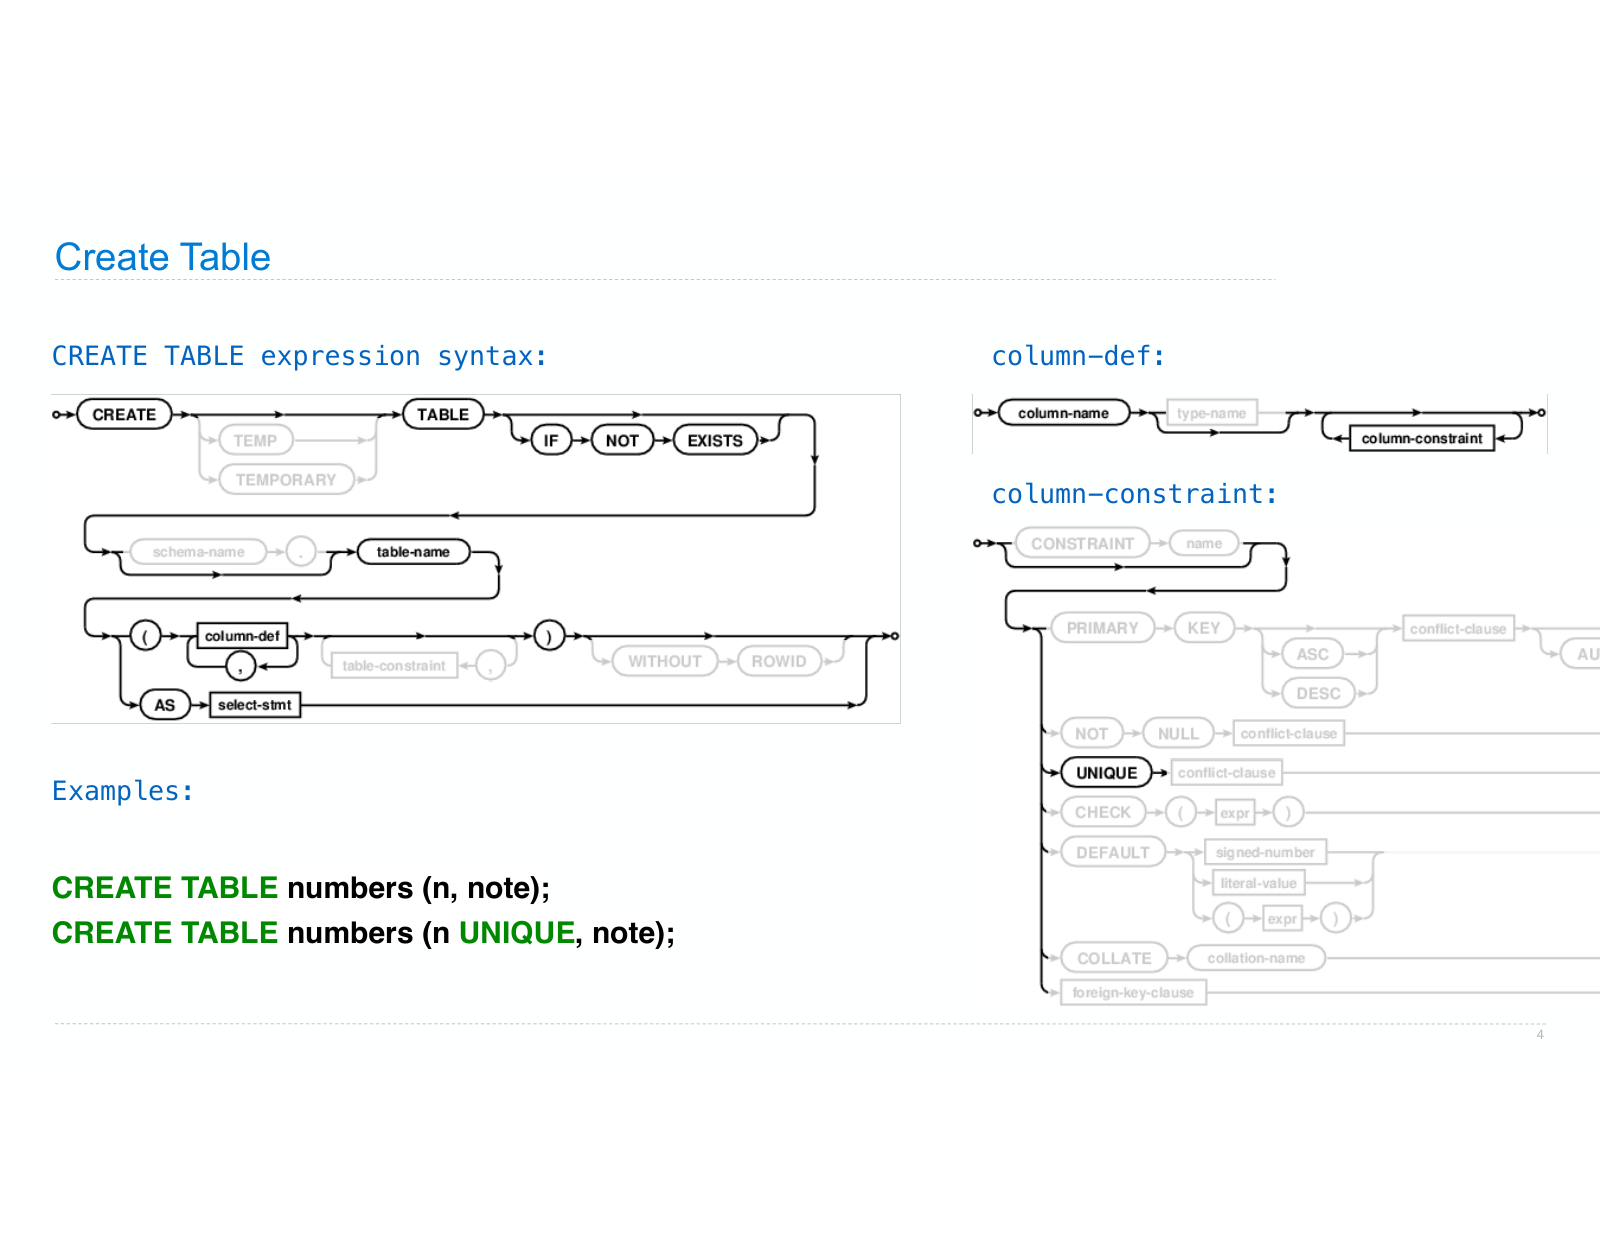 Create Table
CREATE TABLE expression syntax:
CREATE TABLE IF NOT EXISTS
TEMP
TEMPORARY
schema-name . table-name
( column-def , table-constraint , ) WITHOUT ROWID
AS select-stmt
Examples:
CREATE TABLE numbers (n, note);
CREATE TABLE numbers (n UNIQUE, note);
column-def:
column-name type-name
column-constraint
column-constraint:
CONSTRAINT name
PRIMARY KEY conflict-clause
ASC AU
DESC
NOT NULL conflict-clause
UNIQUE conflict-clause
CHECK ( expr )
DEFAULT signed-number
literal-value
( expr )
COLLATE collation-name
foreign-key-clause
4